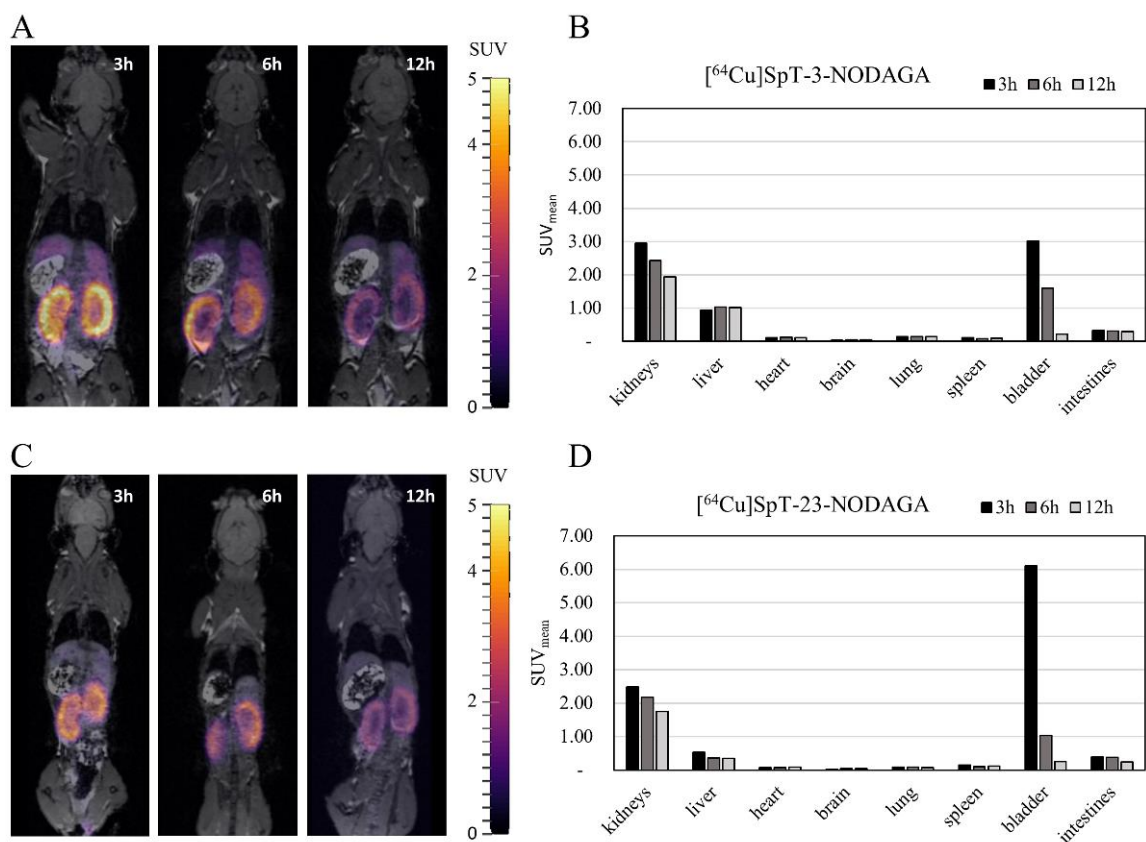 A
3h
6h
12h
SUV
5
4
2
0
B
[⁶⁴Cu]SpT-3-NODAGA
3h 6h 12h
SUVmean
7.00
6.00
5.00
4.00
3.00
2.00
1.00
-
kidneys
liver
heart
brain
lung
spleen
bladder
intestines
C
3h
6h
12h
SUV
5
4
2
0
D
[⁶⁴Cu]SpT-23-NODAGA
3h 6h 12h
SUVmean
7.00
6.00
5.00
4.00
3.00
2.00
1.00
-
kidneys
liver
heart
brain
lung
spleen
bladder
intestines